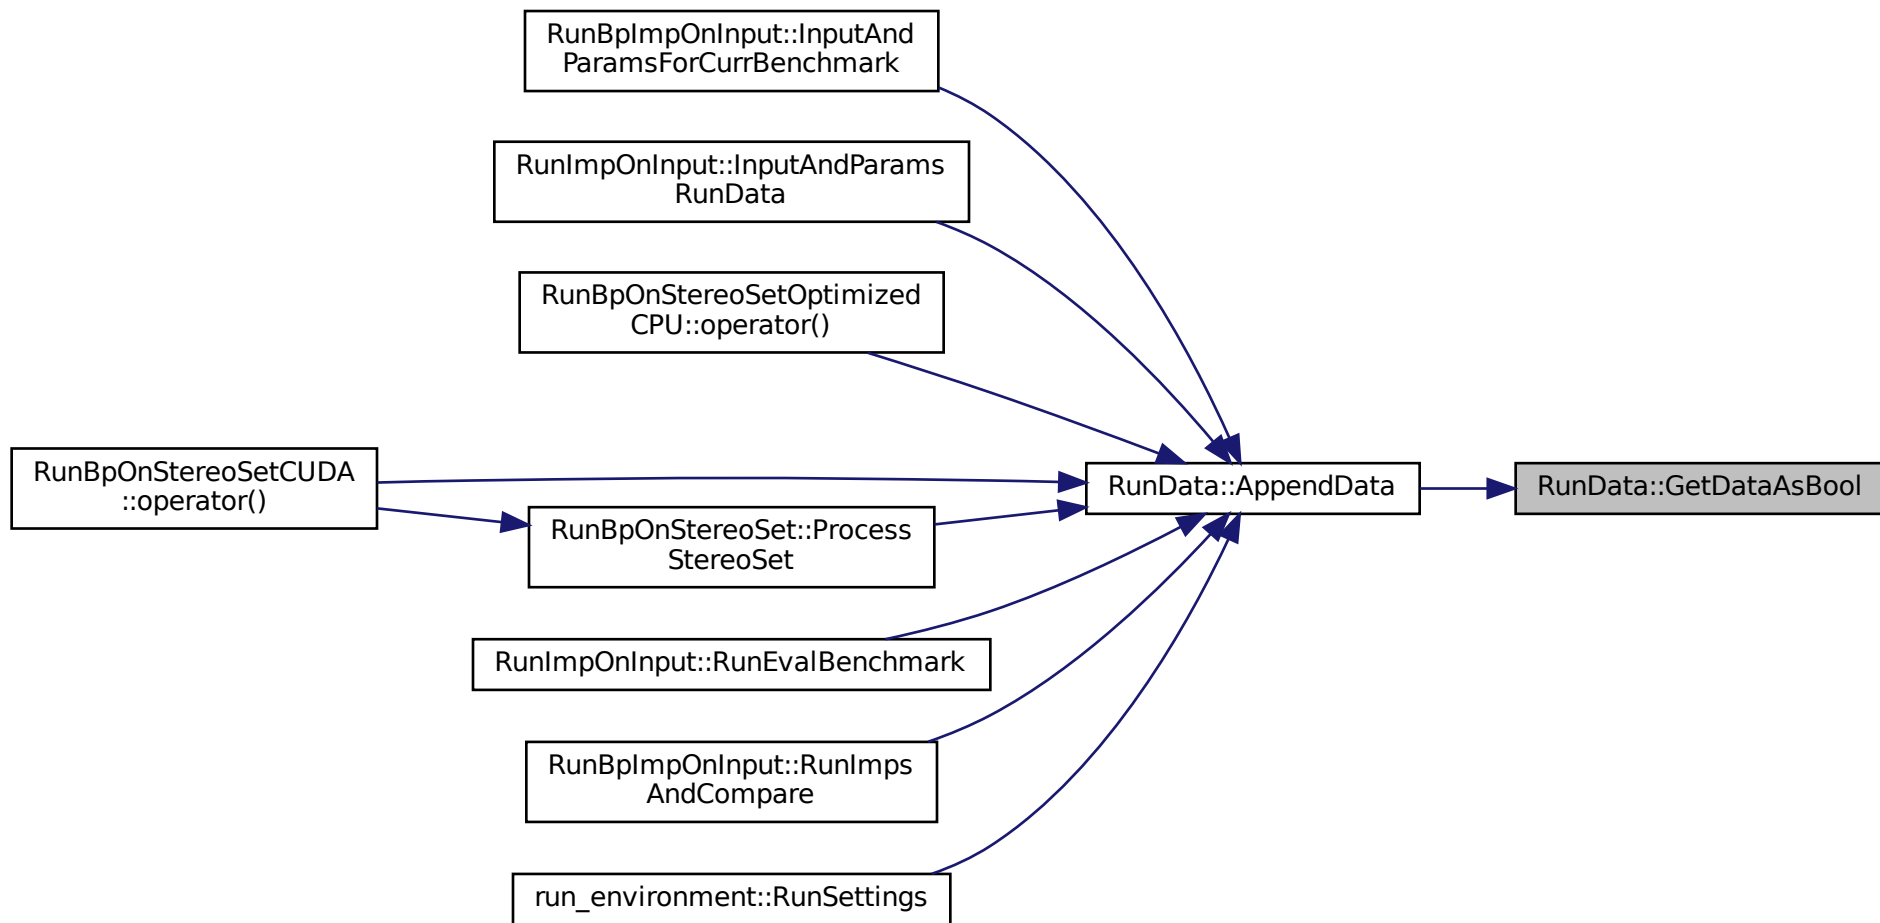 RunBpImpOnInput::InputAnd
ParamsForCurrBenchmark
RunImpOnInput::InputAndParams
RunData
RunBpOnStereoSetOptimized
CPU::operator()
RunBpOnStereoSetCUDA
::operator()
RunData::AppendData
RunData::GetDataAsBool
RunBpOnStereoSet::Process
StereoSet
RunImpOnInput::RunEvalBenchmark
RunBpImpOnInput::RunImps
AndCompare
run_environment::RunSettings